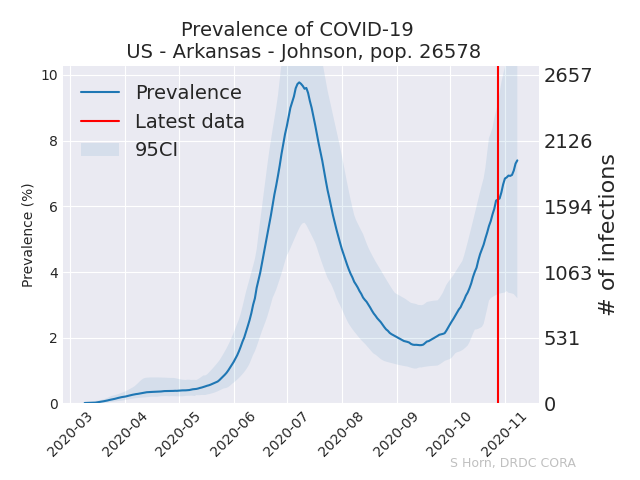 Prevalence of COVID-19
US - Arkansas - Johnson, pop. 26578
Prevalence
Latest data
95CI
Prevalence (%)
10
8
6
4
2
0
2657
2126
1594
1063
531
0
# of infections
2020-03
2020-04
2020-05
2020-06
2020-07
2020-08
2020-09
2020-10
2020-11
S Horn, DRDC CORA